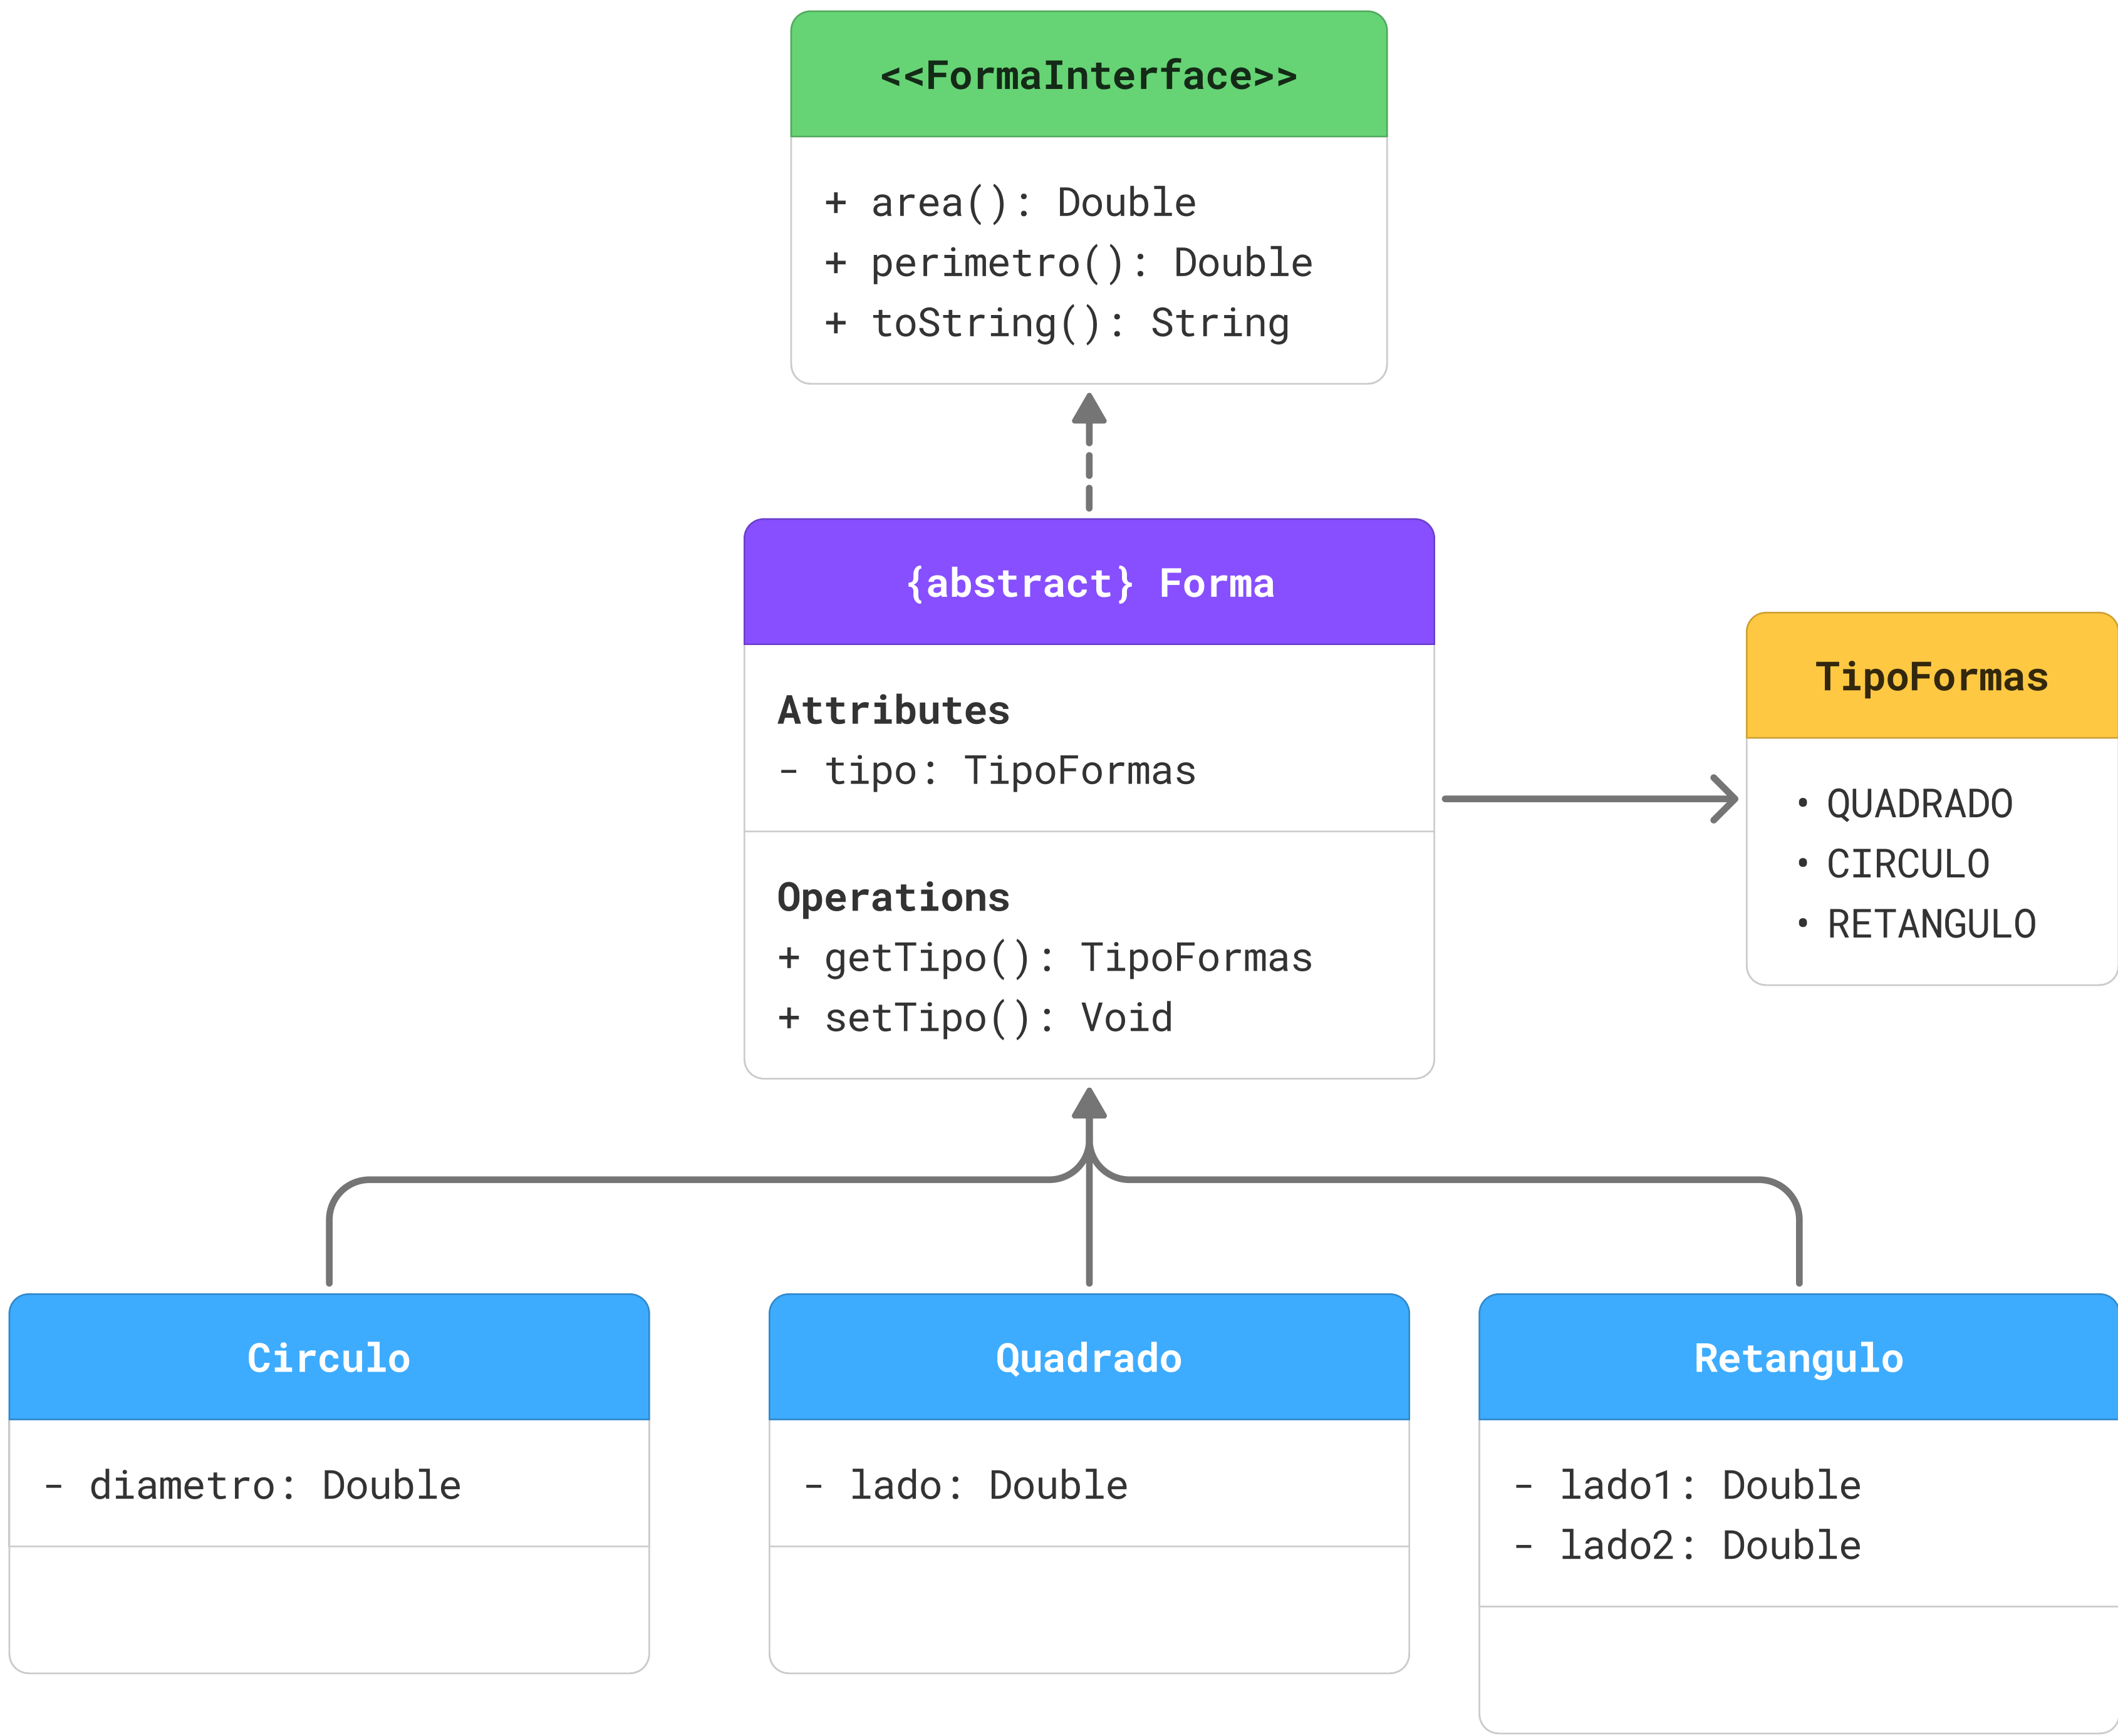 <<FormaInterface>>
+ area(): Double
+ perimetro(): Double
+ toString(): String
{abstract} Forma
Attributes
- tipo: TipoFormas
Operations
+ getTipo(): TipoFormas
+ setTipo(): Void
TipoFormas
• QUADRADO
• CIRCULO
• RETANGULO
Circulo
- diametro: Double
Quadrado
- lado: Double
Retangulo
- lado1: Double
- lado2: Double